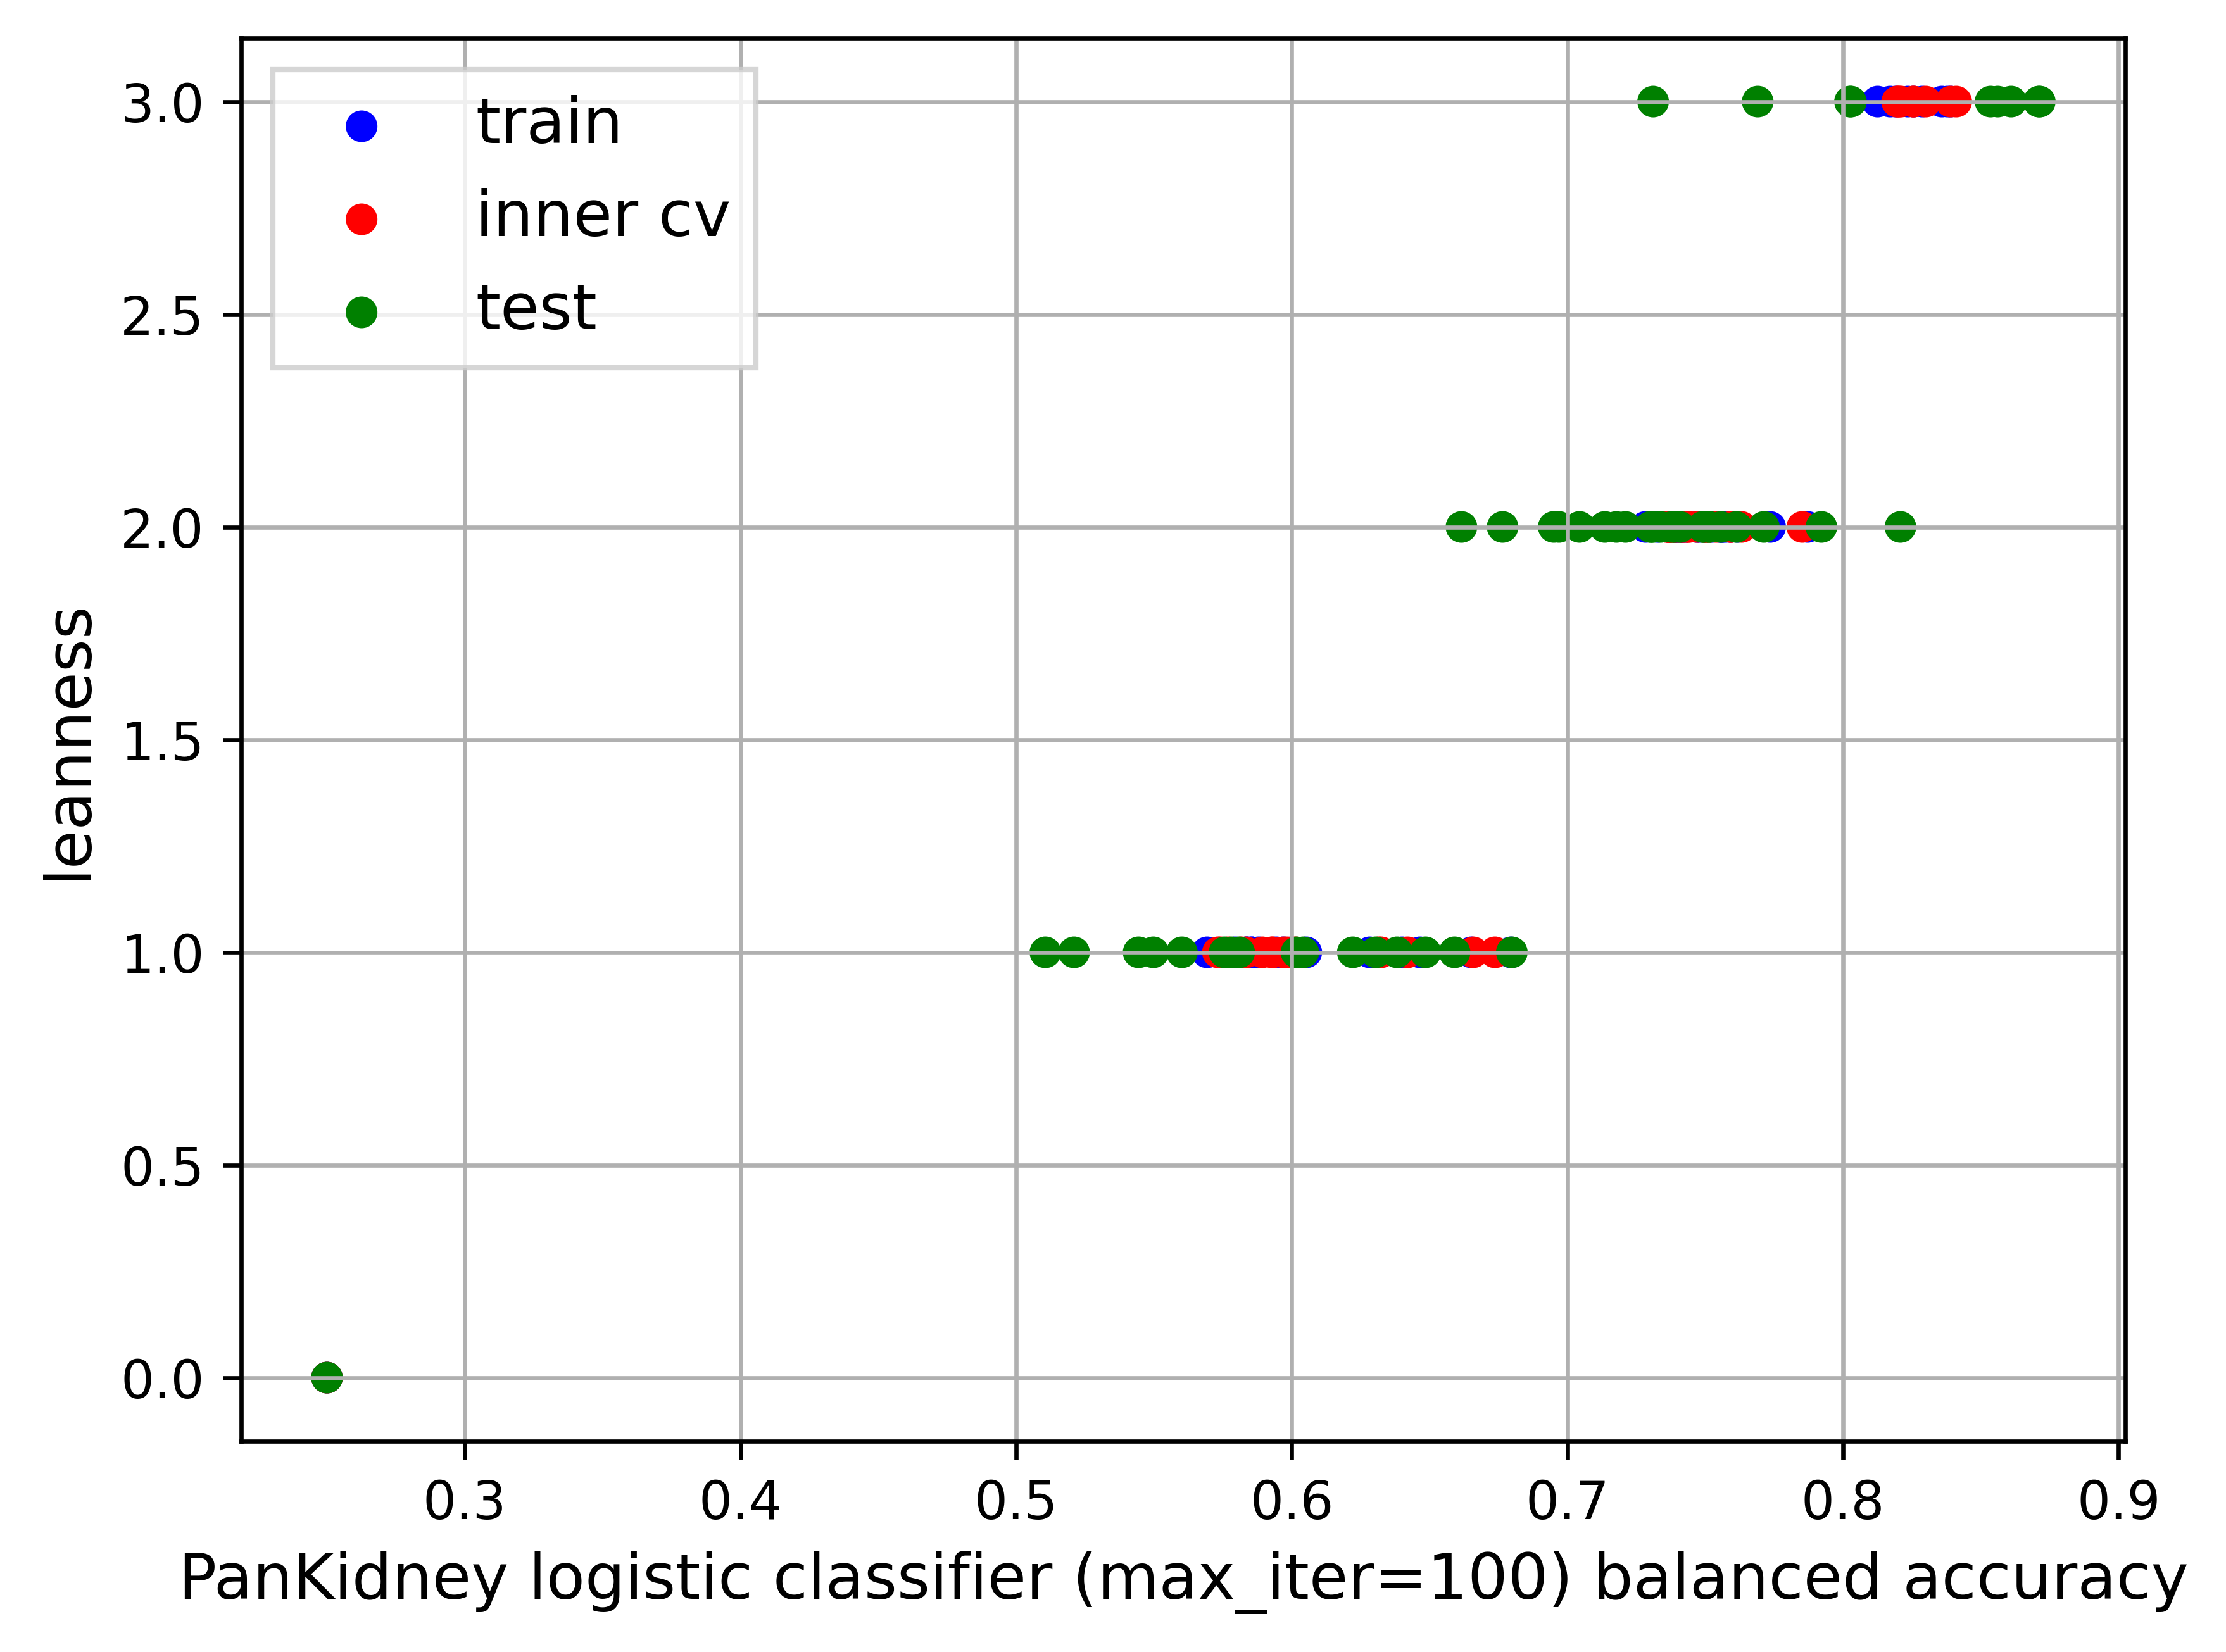 train
inner cv
test
3.0
2.5
2.0
1.5
1.0
0.5
0.0
leanness
0.3 0.4 0.5 0.6 0.7 0.8 0.9
PanKidney logistic classifier (max_iter=100) balanced accuracy